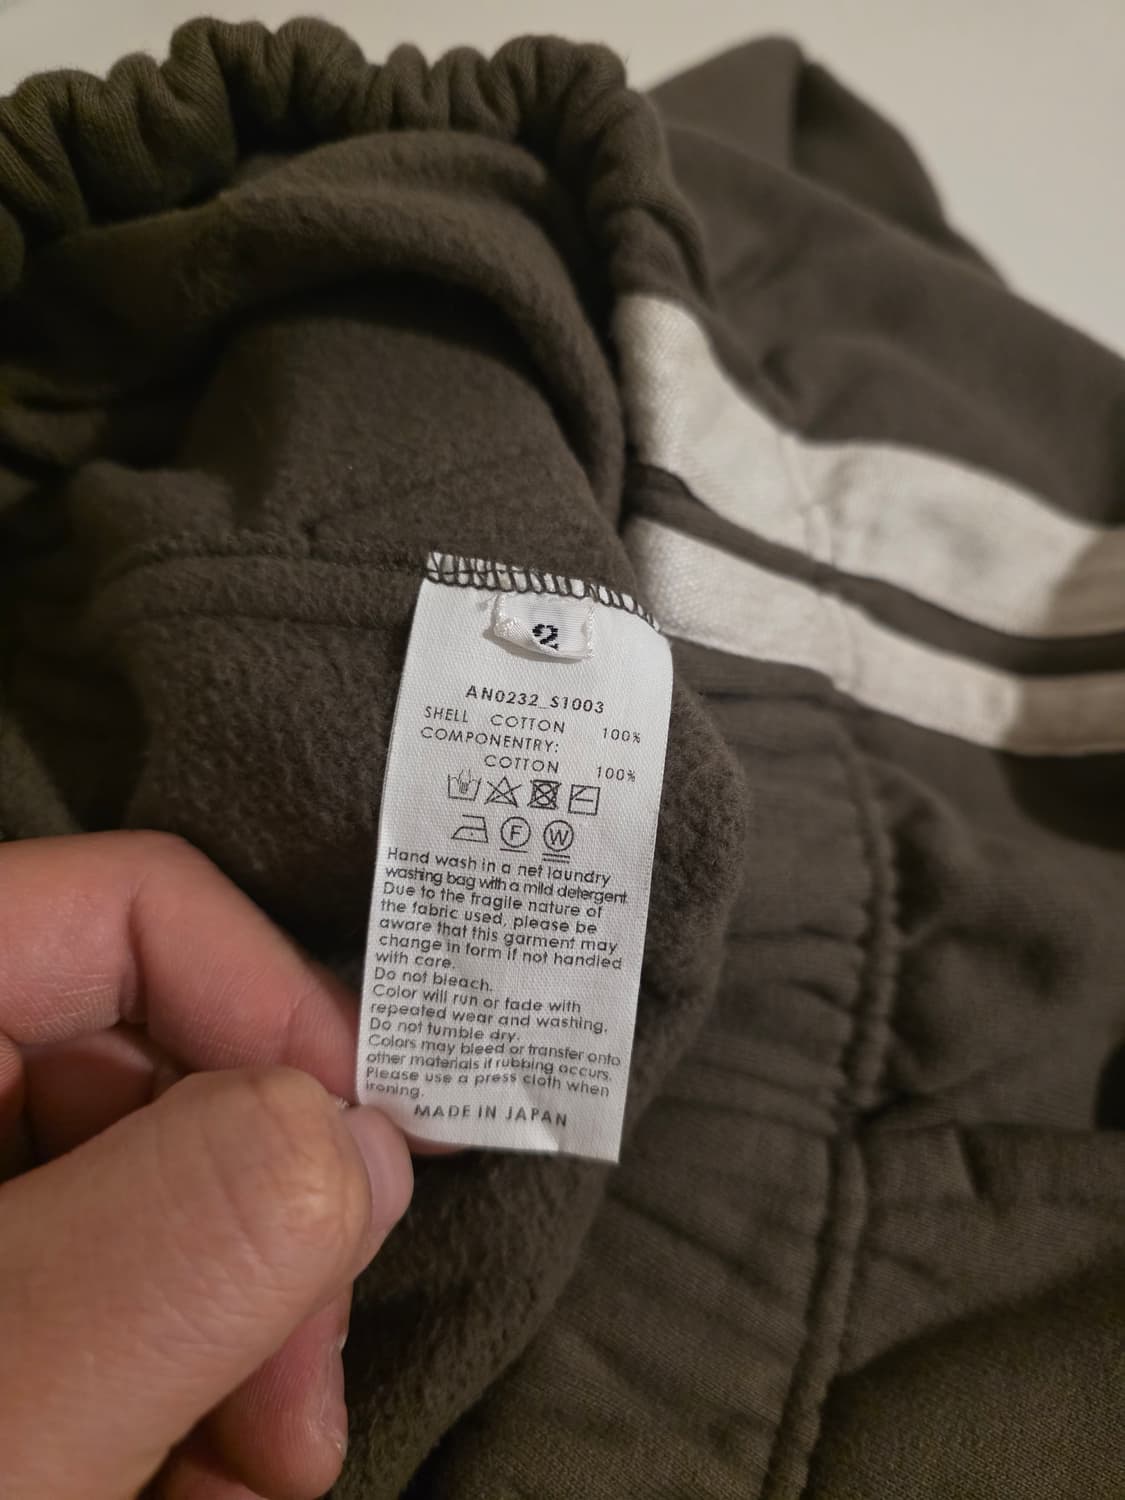 2
AN0232_S1003
SHELL COTTON 100%
COMPONENTRY:
COTTON 100%
F W
Hand wash in a net laundry
washing bag with a mild detergent.
Due to the fragile nature of
the fabric used, please be
aware that this garment may
change in form if not handled
with care.
Do not bleach.
Color will run or fade with
repeated wear and washing.
Do not tumble dry.
Colors may bleed or transfer onto
other materials if rubbing occurs.
Please use a press cloth when
ironing.
MADE IN JAPAN